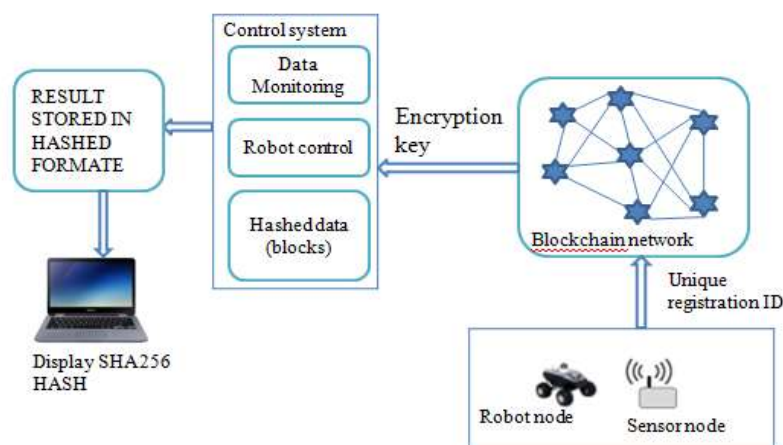 Control system
Data
Monitoring
Robot control
Hashed data
(blocks)
RESULT
STORED IN
HASHED
FORMATE
Display SHA256
HASH
Encryption
key
Blockchain network
Unique
registration ID
Robot node
Sensor node